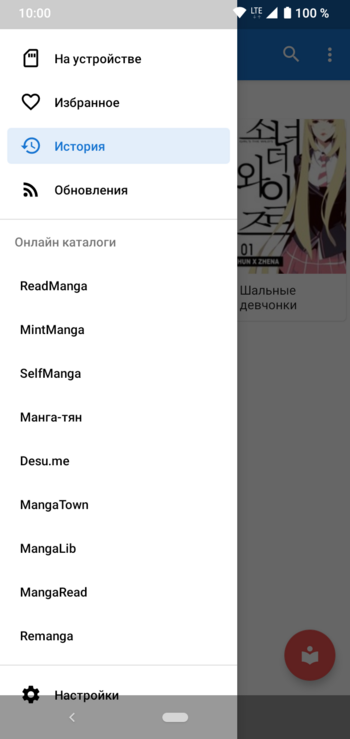 10:00
LTE
100 %
На устройстве
Избранное
История
Обновления
Онлайн каталоги
ReadManga
MintManga
SelfManga
Манга-тян
Desu.me
MangaTown
MangaLib
MangaRead
Remanga
Настройки
소녀
데
와이
즈
01
HUN X ZHENA
Шальные
девчонки